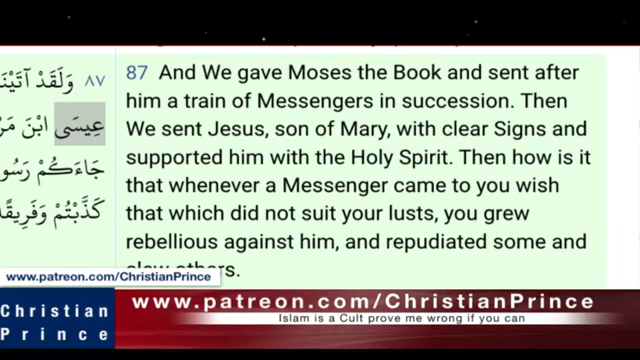 87 And We gave Moses the Book and sent after
him a train of Messengers in succession. Then
We sent Jesus, son of Mary, with clear Signs and
supported him with the Holy Spirit. Then how is it
that whenever a Messenger came to you wish
that which did not suit your lusts, you grew
rebellious against him, and repudiated some and
slew others.
٨٧ وَلَقَدْ آتَيْنَا
عِيسَى ابْنَ مَرْ
جَاءَكُمْ رَسُو
كَذَّبْتُمْ وَفَرِيقًا
www.patreon.com/ChristianPrince
Christian
Prince
www.patreon.com/ChristianPrince
Islam is a Cult prove me wrong if you can